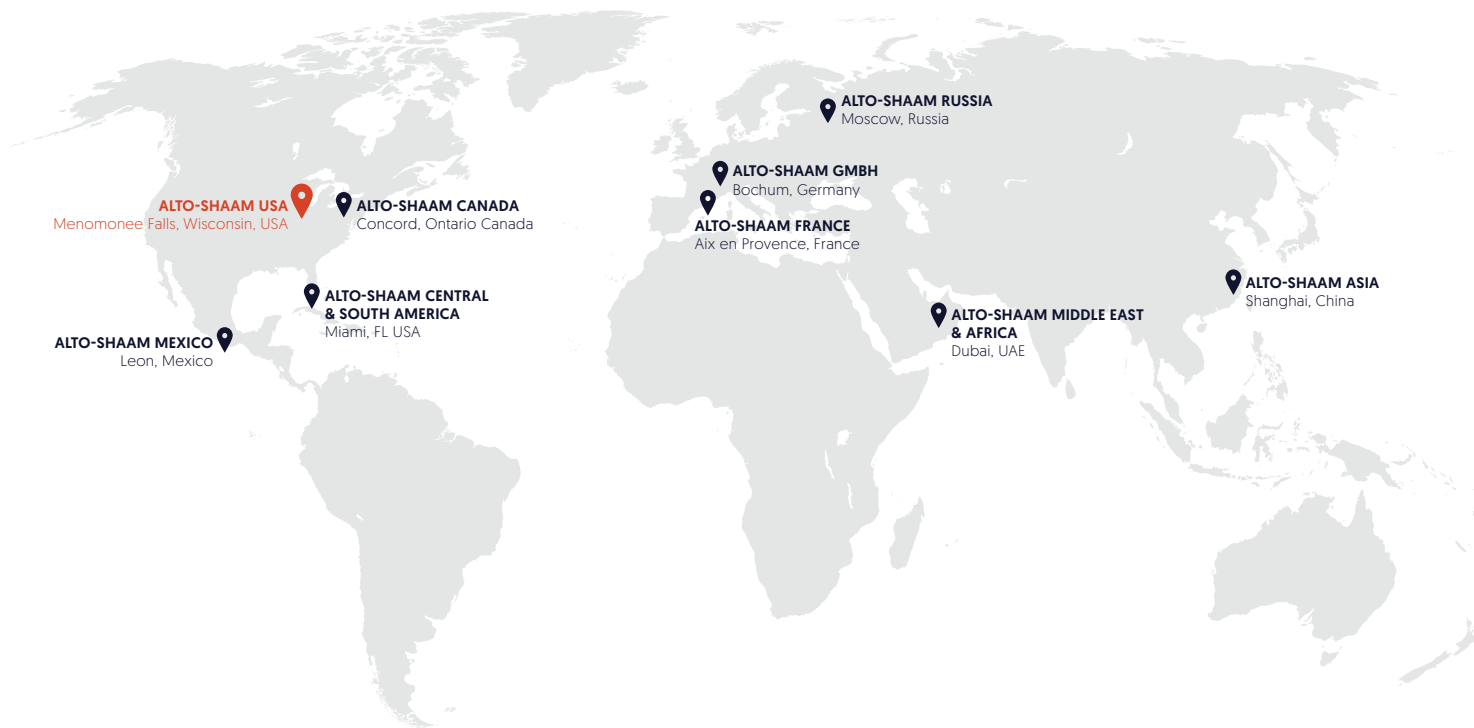 ALTO-SHAAM RUSSIA
Moscow, Russia
ALTO-SHAAM GMBH
Bochum, Germany
ALTO-SHAAM USA
Menomonee Falls, Wisconsin, USA
ALTO-SHAAM CANADA
Concord, Ontario Canada
ALTO-SHAAM FRANCE
Aix en Provence, France
ALTO-SHAAM ASIA
Shanghai, China
ALTO-SHAAM CENTRAL
& SOUTH AMERICA
Miami, FL USA
ALTO-SHAAM MIDDLE EAST
& AFRICA
Dubai, UAE
ALTO-SHAAM MEXICO
Leon, Mexico